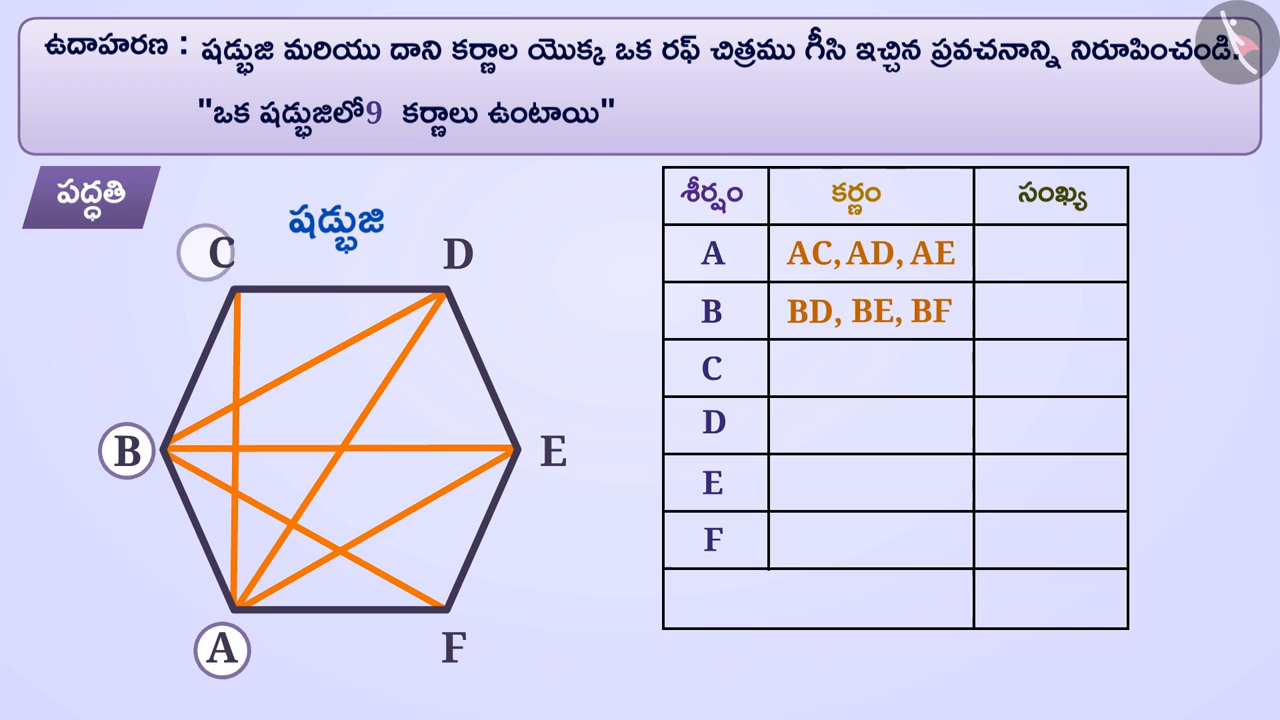 ఉదాహరణ : షడ్భుజి మరియు దాని కర్ణాల యొక్క ఒక రఫ్ చిత్రము గీసి ఇచ్చిన ప్రవచనాన్ని నిరూపించండి.
"ఒక షడ్భుజిలో9 కర్ణాలు ఉంటాయి"
పద్ధతి
షడ్భుజి
C D
B E
A F
శీర్షం కర్ణం సంఖ్య
A AC, AD, AE
B BD, BE, BF
C
D
E
F